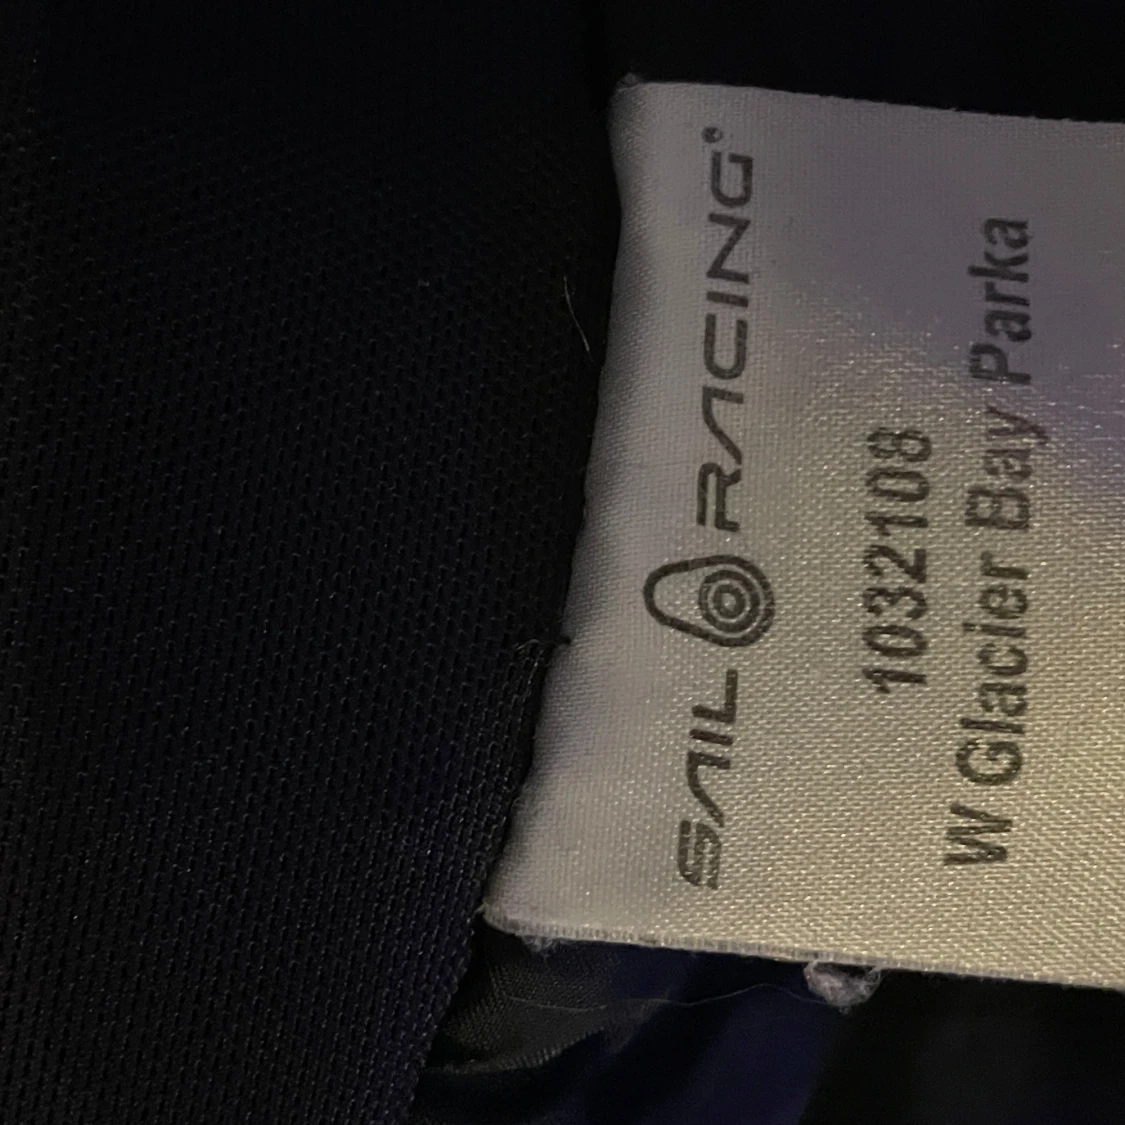 SAIL RACING®
1032108
W Glacier Bay Parka